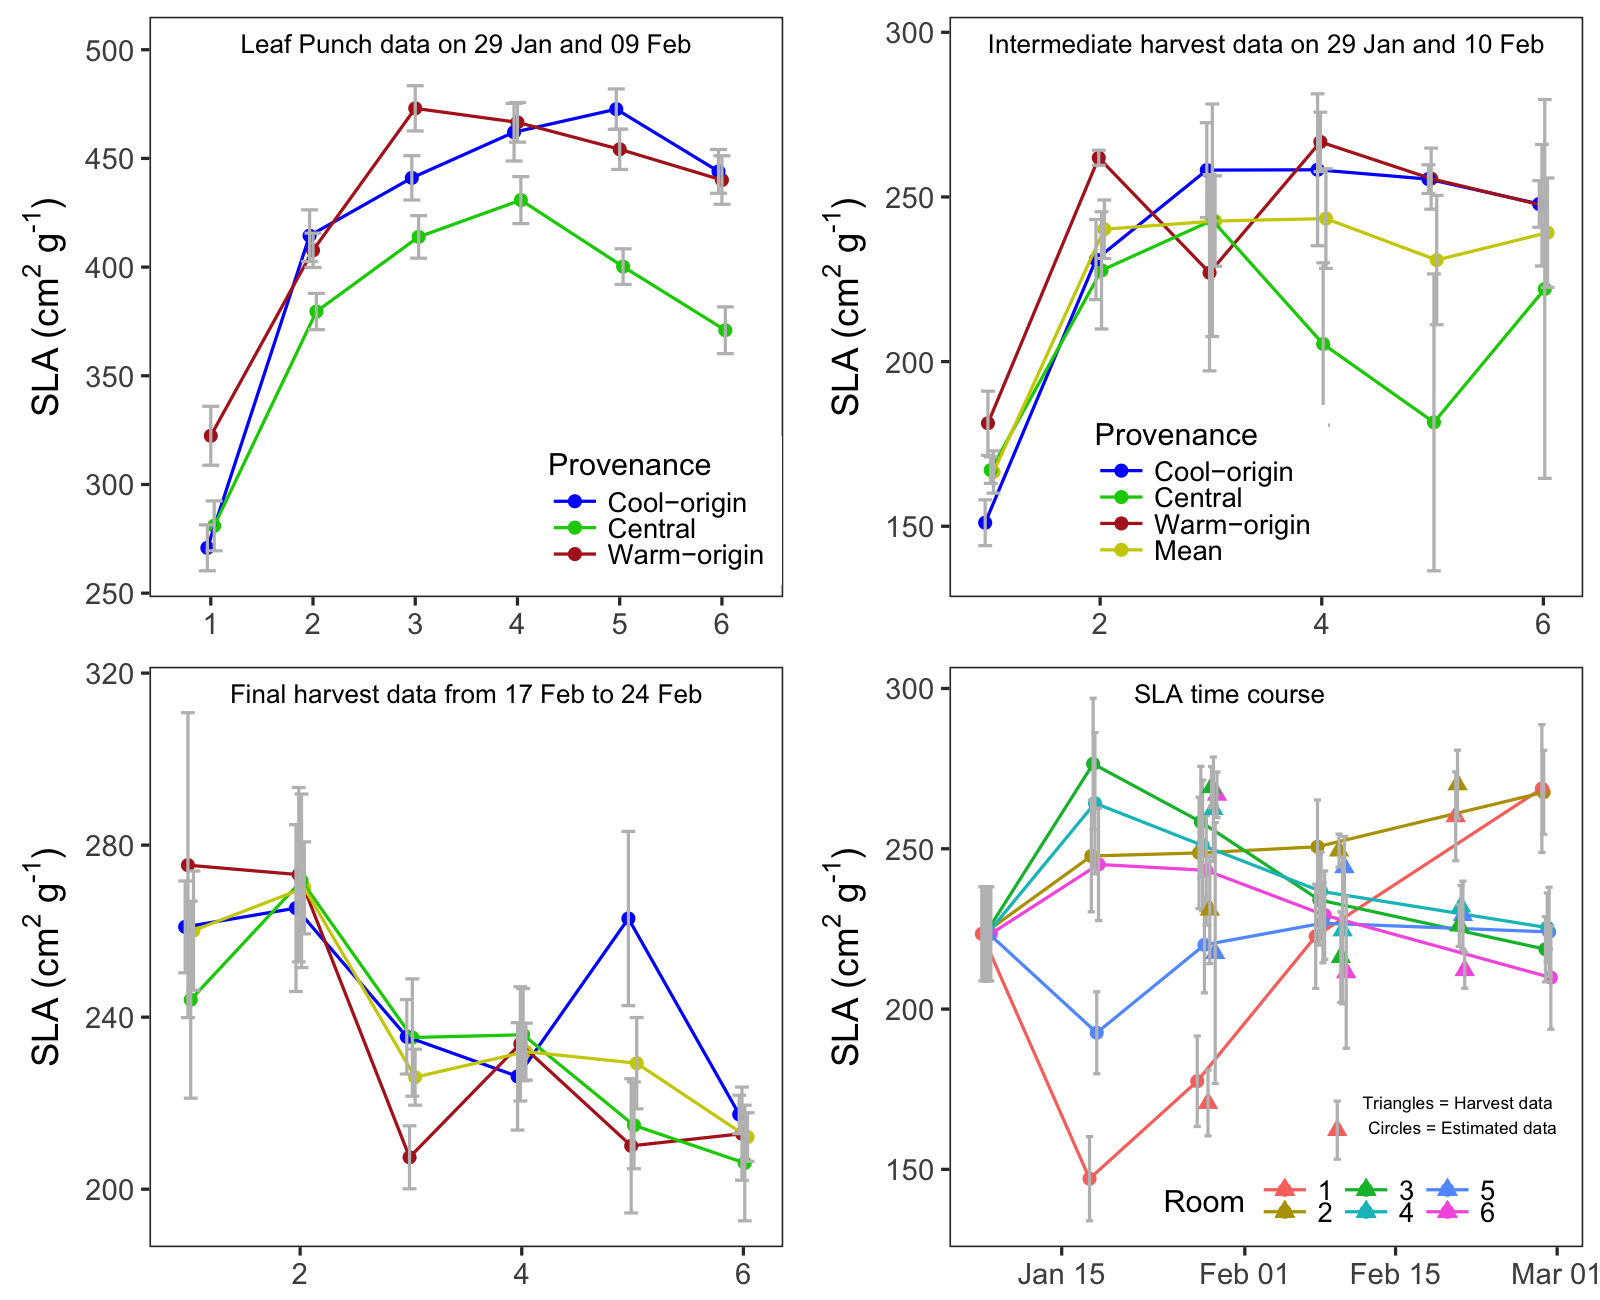 Leaf Punch data on 29 Jan and 09 Feb
SLA (cm² g⁻¹)
500
450
400
350
300
250
1 2 3 4 5 6
Provenance
Cool−origin
Central
Warm−origin
Intermediate harvest data on 29 Jan and 10 Feb
SLA (cm² g⁻¹)
300
250
200
150
2 4 6
Provenance
Cool−origin
Central
Warm−origin
Mean
Final harvest data from 17 Feb to 24 Feb
SLA (cm² g⁻¹)
320
280
240
200
2 4 6
SLA time course
SLA (cm² g⁻¹)
300
250
200
150
Triangles = Harvest data
Circles = Estimated data
Room
1 3 5
2 4 6
Jan 15 Feb 01 Feb 15 Mar 01